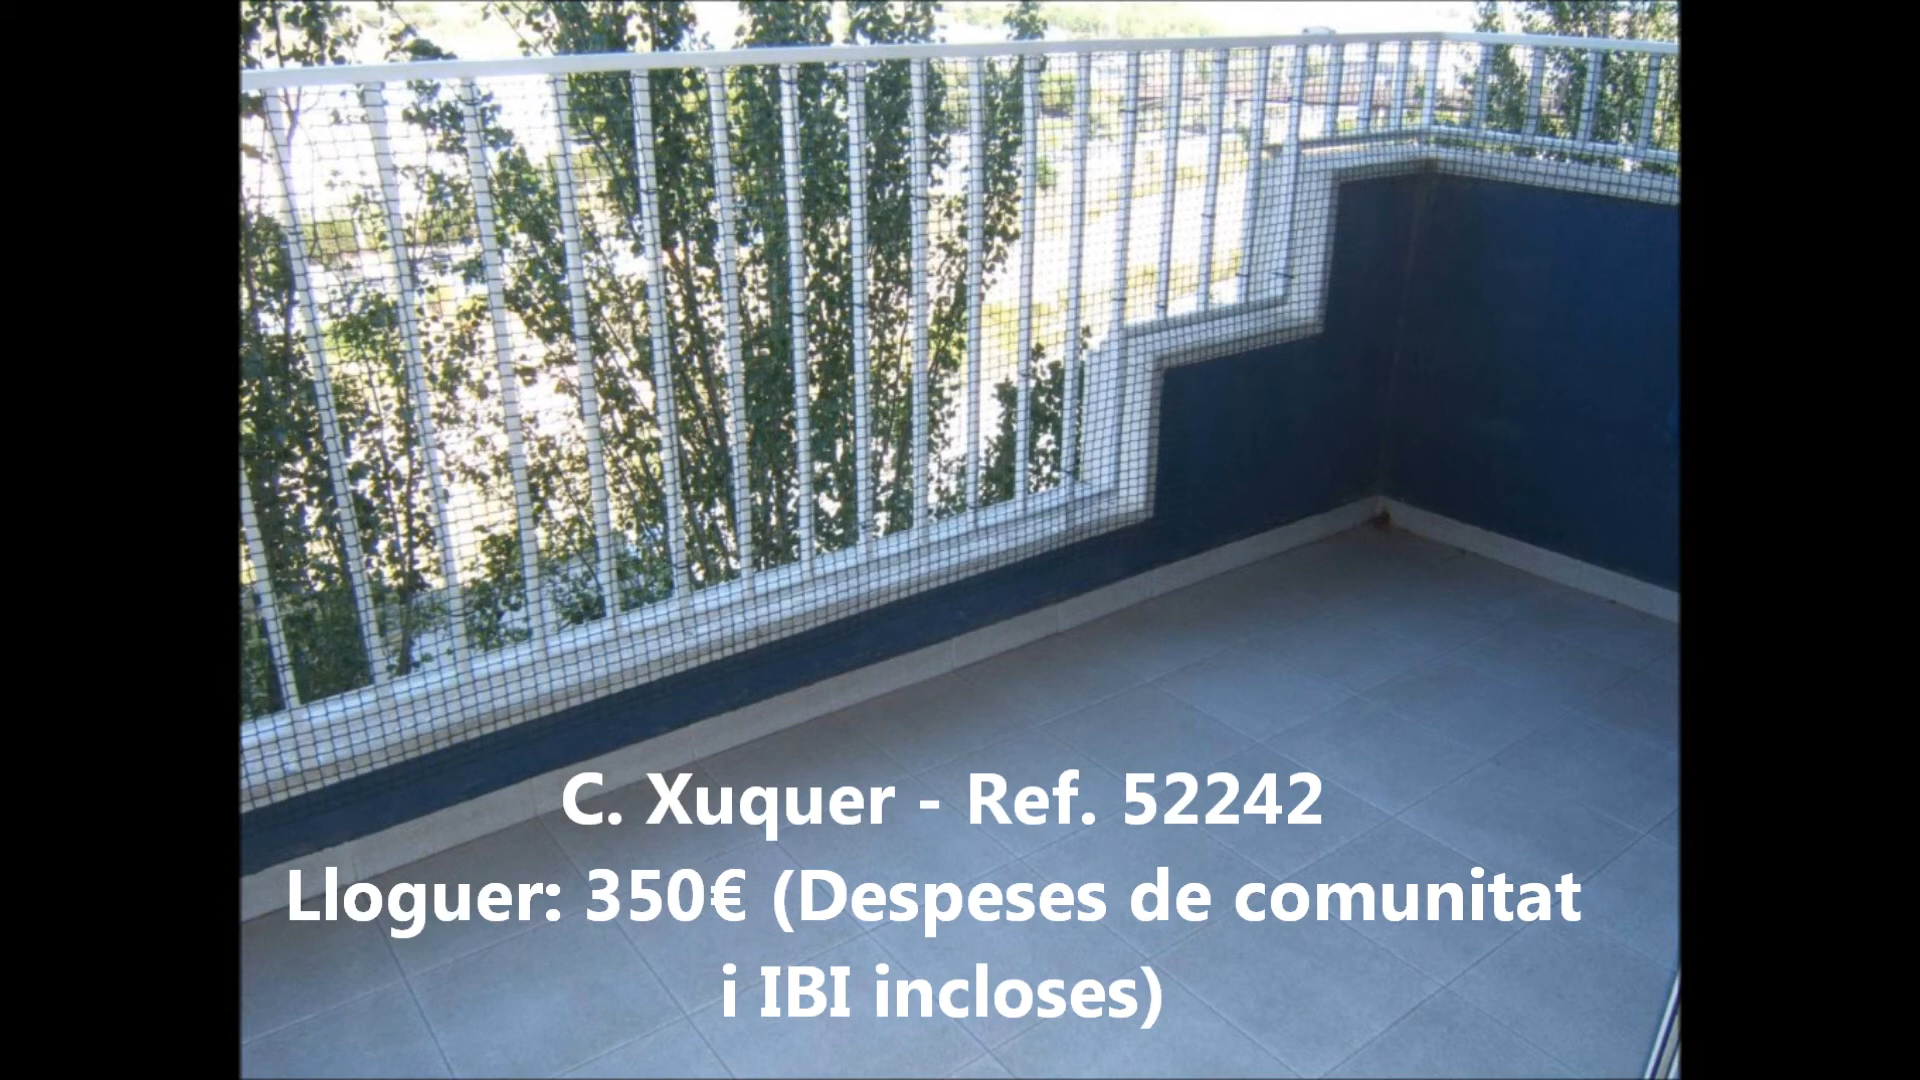 C. Xuquer - Ref. 52242
Lloguer: 350€ (Despeses de comunitat
i IBI incloses)